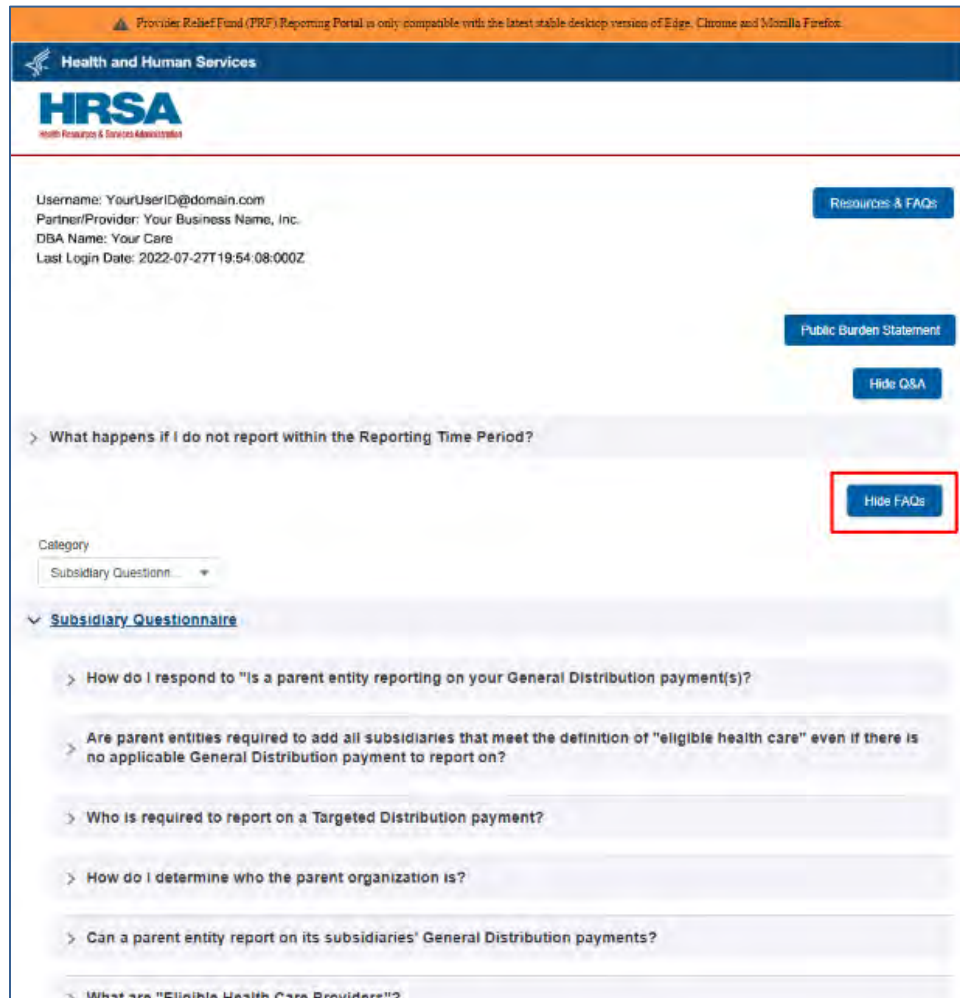 Provider Relief Fund (PRF) Reporting Portal is only compatible with the latest stable desktop version of Edge, Chrome and Mozilla Firefox
Health and Human Services
HRSA
Health Resources & Services Administration
Username: YourUserID@domain.com
Partner/Provider: Your Business Name, Inc.
DBA Name: Your Care
Last Login Date: 2022-07-27T19:54:08:000Z
Resources & FAQs
Public Burden Statement
Hide Q&A
What happens if I do not report within the Reporting Time Period?
Hide FAQs
Category
Subsidiary Questionn...
Subsidiary Questionnaire
How do I respond to "Is a parent entity reporting on your General Distribution payment(s)?
Are parent entities required to add all subsidiaries that meet the definition of "eligible health care" even if there is
no applicable General Distribution payment to report on?
Who is required to report on a Targeted Distribution payment?
How do I determine who the parent organization is?
Can a parent entity report on its subsidiaries' General Distribution payments?
What are "Eligible Health Care Providers"?